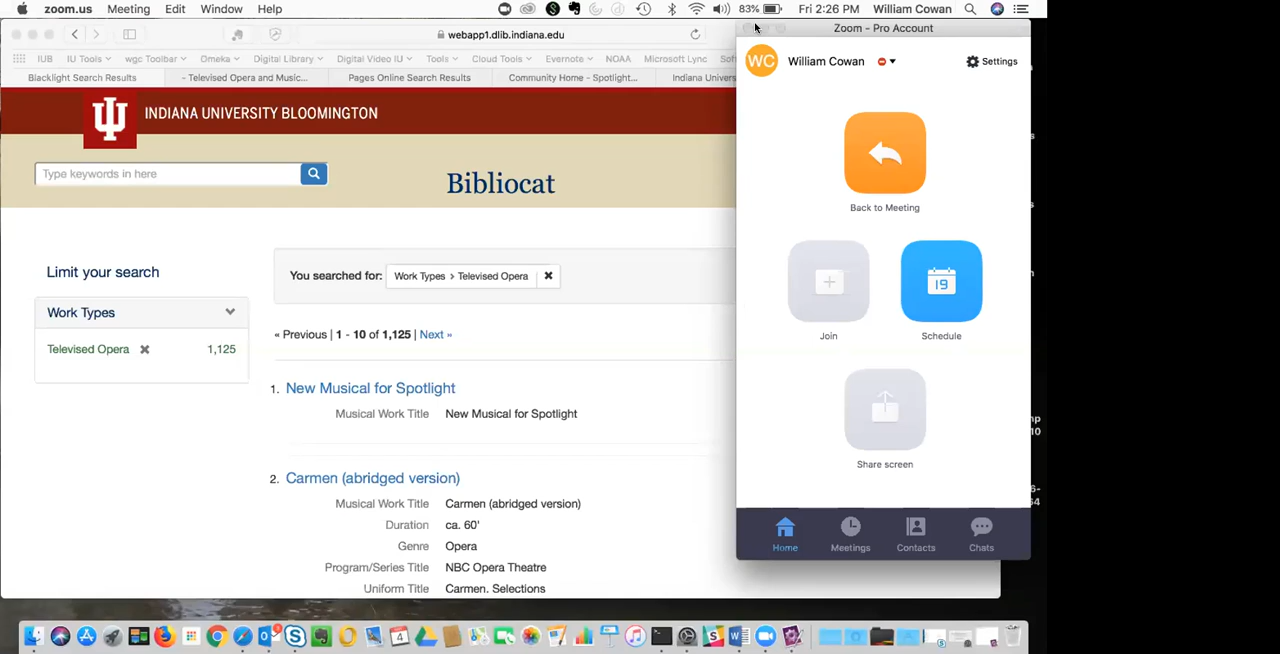 zoom.us Meeting Edit Window Help 83% Fri 2:26 PM William Cowan
webapp1.dlib.indiana.edu
IUB IU Tools wgc Toolbar Omeka Digital Library Digital Video IU Tools Cloud Tools Evernote NOAA Microsoft Lync
Blacklight Search Results - Televised Opera and Music... Pages Online Search Results Community Home - Spotlight...
INDIANA UNIVERSITY BLOOMINGTON
Type keywords in here
Bibliocat
Limit your search
Work Types
Televised Opera 1,125
You searched for: Work Types > Televised Opera
« Previous | 1 - 10 of 1,125 | Next »
1. New Musical for Spotlight
Musical Work Title New Musical for Spotlight
2. Carmen (abridged version)
Musical Work Title Carmen (abridged version)
Duration ca. 60'
Genre Opera
Program/Series Title NBC Opera Theatre
Uniform Title Carmen. Selections
Zoom - Pro Account
WC William Cowan Settings
Back to Meeting
19
Join Schedule
Share screen
Home Meetings Contacts Chats